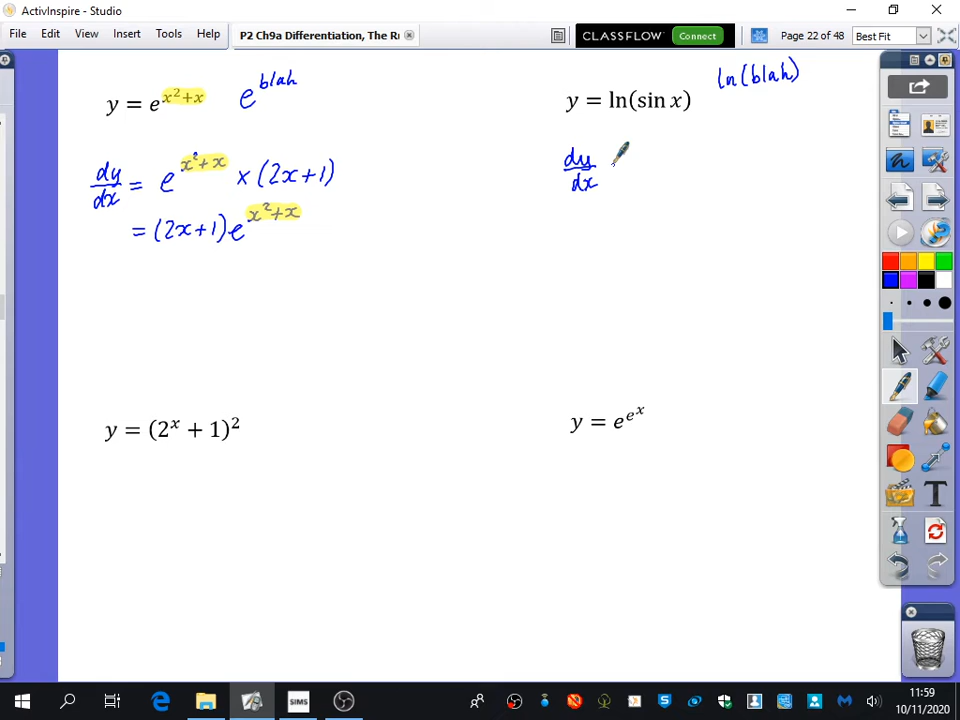 ActivInspire - Studio
File Edit View Insert Tools Help
P2 Ch9a Differentiation, The R
CLASSFLOW Connect
Page 22 of 48
Best Fit
y = e^{x²+x}
e^{blah}
dy/dx = e^{x²+x} × (2x+1)
= (2x+1)e^{x²+x}
y = ln(sin x)
ln(blah)
dy/dx
y = (2^x + 1)²
y = e^{e^x}
SIMS
11:59
10/11/2020